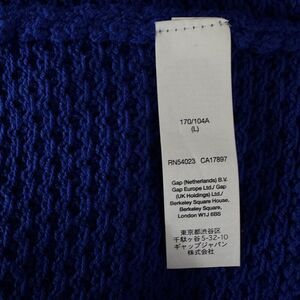 170/104A
(L)
RN54023 CA17897
Gap (Netherlands) B.V.
Gap Europe Ltd./ Gap
(UK Holdings) Ltd./
Berkeley Square House,
Berkeley Square,
London W1J 6BS
東京都渋谷区
千駄ヶ谷5-32-10
ギャップジャパン
株式会社